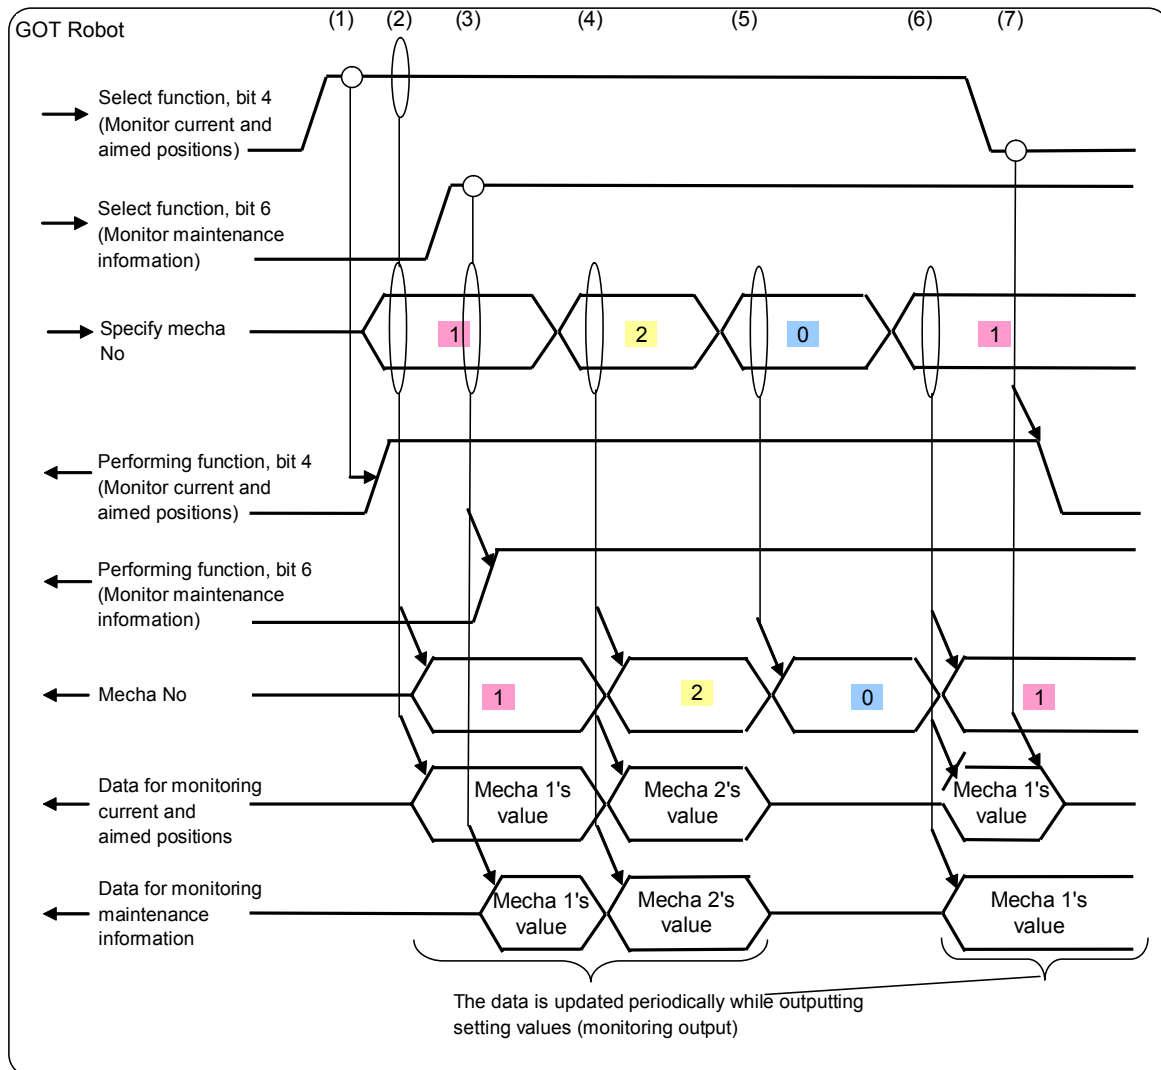 GOT Robot
(1) (2) (3) (4) (5) (6) (7)
Select function, bit 4
(Monitor current and
aimed positions)
Select function, bit 6
(Monitor maintenance
information)
Specify mecha
No
1 2 0 1
Performing function, bit 4
(Monitor current and
aimed positions)
Performing function, bit 6
(Monitor maintenance
information)
Mecha No
1 2 0 1
Data for monitoring
current and
aimed positions
Mecha 1's
value
Mecha 2's
value
Mecha 1's
value
Data for monitoring
maintenance
information
Mecha 1's
value
Mecha 2's
value
Mecha 1's
value
The data is updated periodically while outputting
setting values (monitoring output)